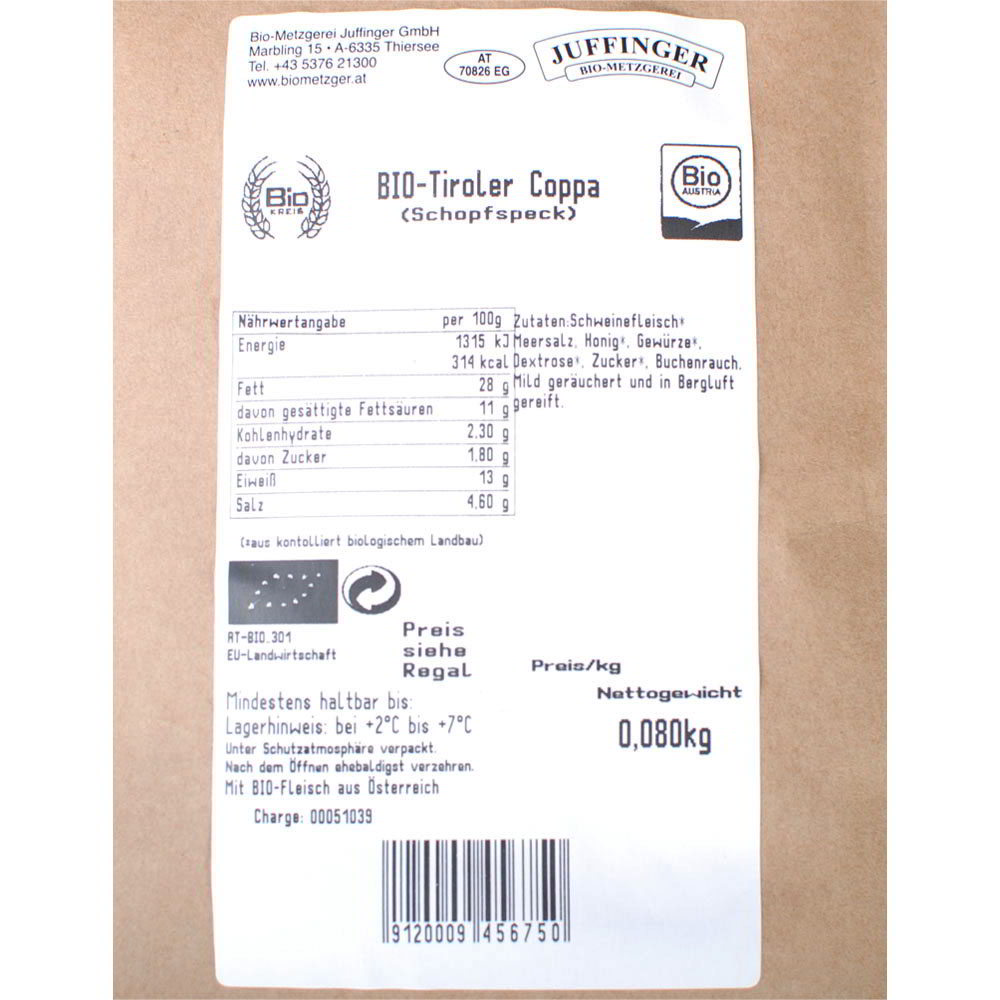 Bio-Metzgerei Juffinger GmbH
Marbling 15 • A-6335 Thiersee
Tel. +43 5376 21300
www.biometzger.at
AT
70826 EG
JUFFINGER
BIO-METZGEREI
Bio
KREIS
BIO-Tiroler Coppa
(Schopfspeck)
Bio
AUSTRIA
Nährwertangabe per 100g
Energie 1315 kJ
314 kcal
Fett 28 g
davon gesättigte Fettsäuren 11 g
Kohlenhydrate 2,30 g
davon Zucker 1,80 g
Eiweiß 13 g
Salz 4,60 g
Zutaten:Schweinefleisch*
Meersalz, Honig*, Gewürze*,
Dextrose*, Zucker*, Buchenrauch.
Mild geräuchert und in Bergluft
gereift.
(*aus kontolliert biologischem Landbau)
AT-BIO-301
EU-Landwirtschaft
Preis
siehe
Regal
Preis/kg
Nettogewicht
0,080kg
Mindestens haltbar bis:
Lagerhinweis: bei +2°C bis +7°C
Unter Schutzatmosphäre verpackt.
Nach dem Öffnen ehebaldigst verzehren.
Mit BIO-Fleisch aus Österreich
Charge: 00051039
9120009 456750